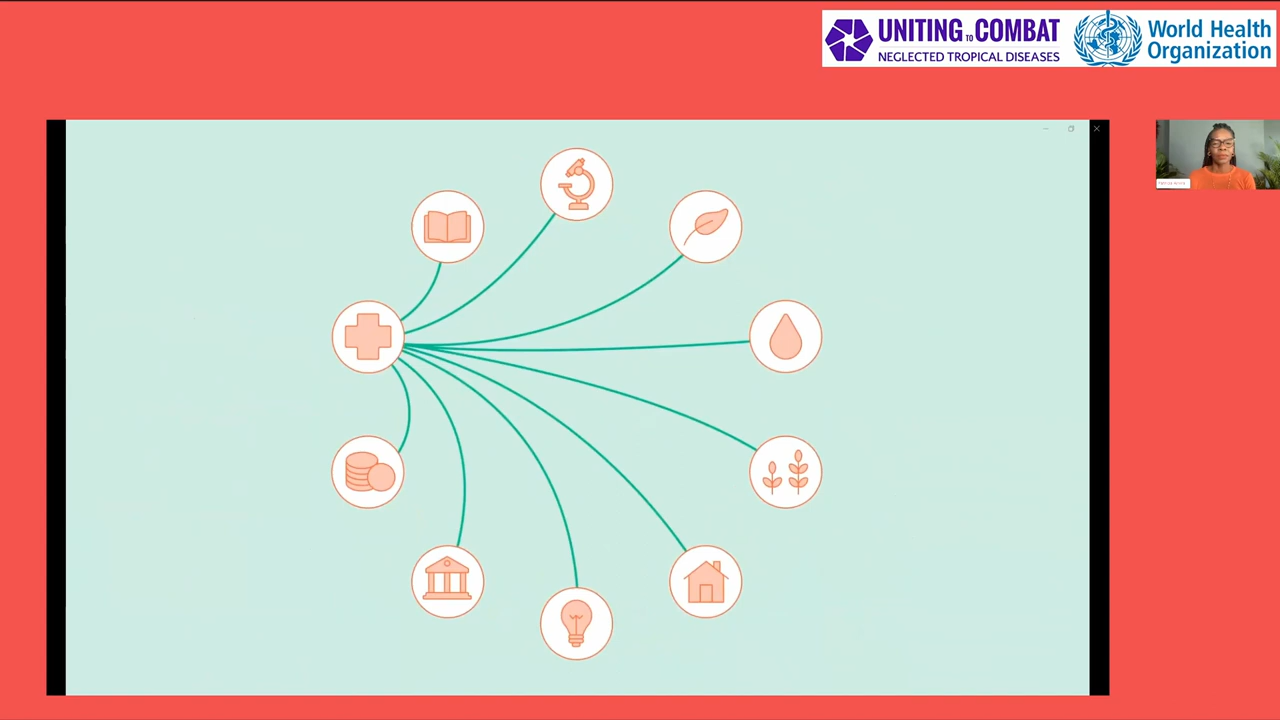 UNITING TO COMBAT
NEGLECTED TROPICAL DISEASES
World Health
Organization